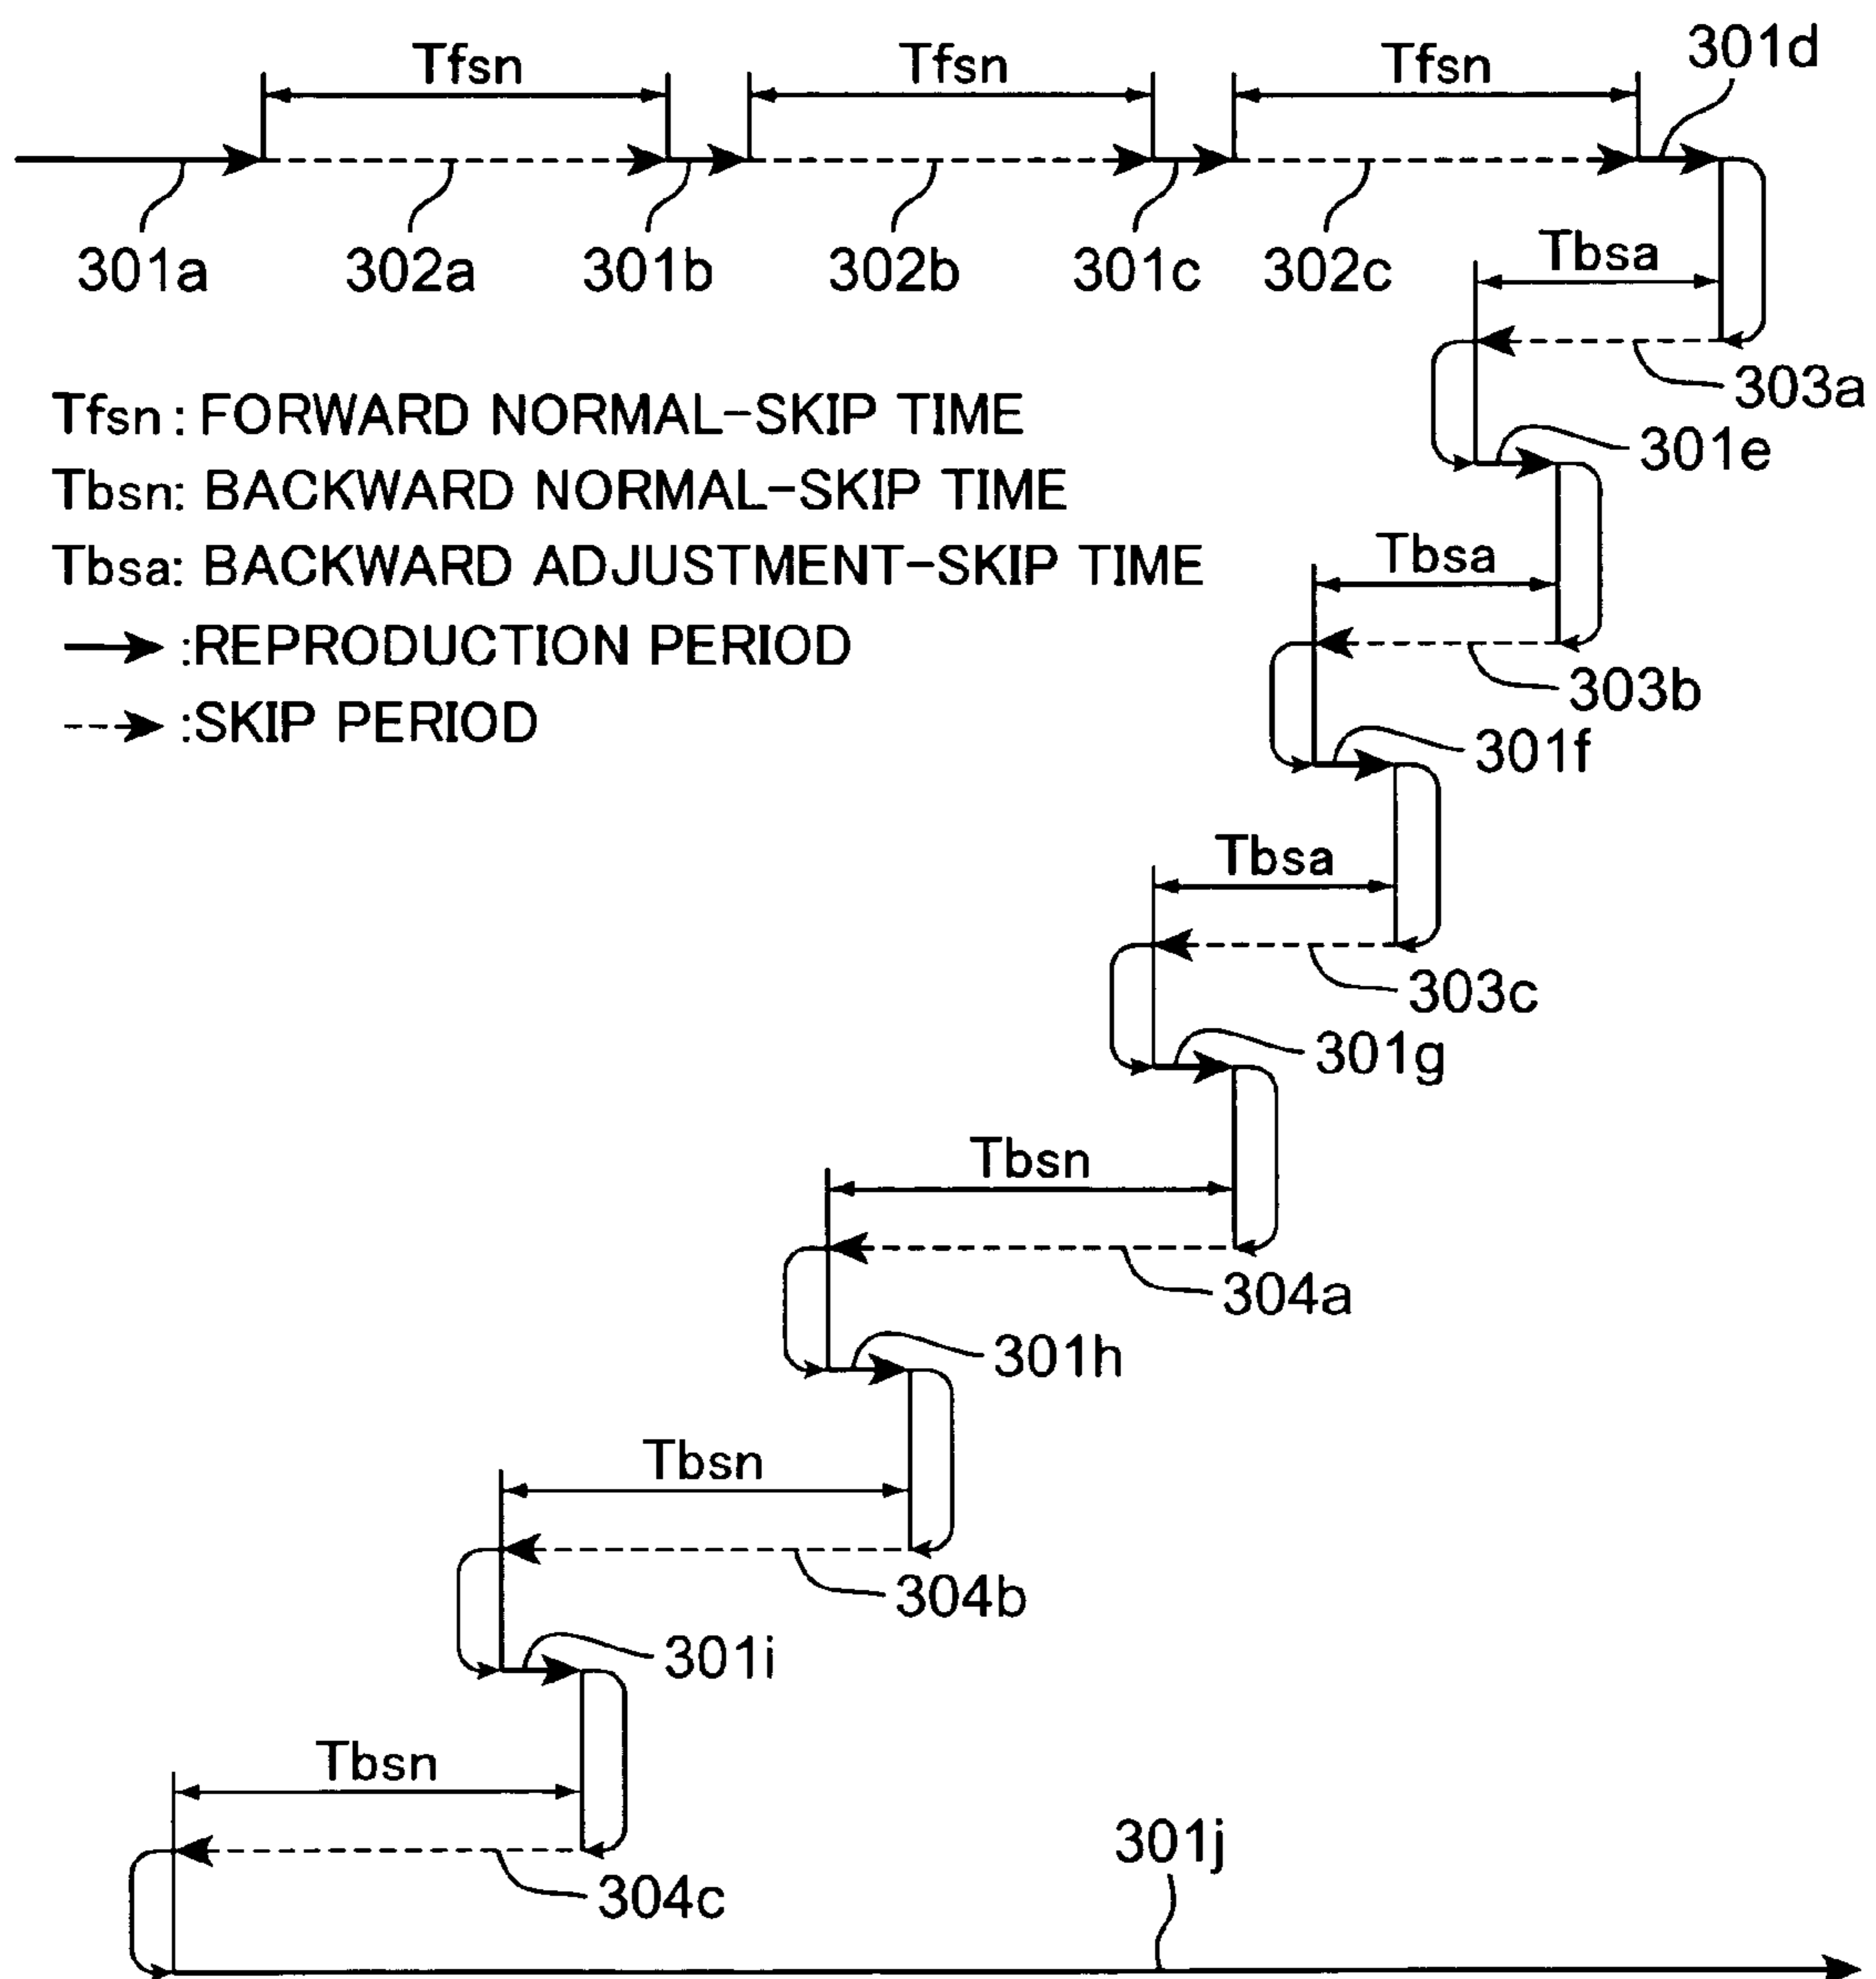 Tfsn Tfsn Tfsn 301d
301a 302a 301b 302b 301c 302c
Tbsa
303a
Tfsn: FORWARD NORMAL-SKIP TIME
301e
Tbsn: BACKWARD NORMAL-SKIP TIME
Tbsa: BACKWARD ADJUSTMENT-SKIP TIME
Tbsa
:REPRODUCTION PERIOD
303b
:SKIP PERIOD
301f
Tbsa
303c
301g
Tbsn
304a
301h
Tbsn
304b
301i
Tbsn
301j
304c